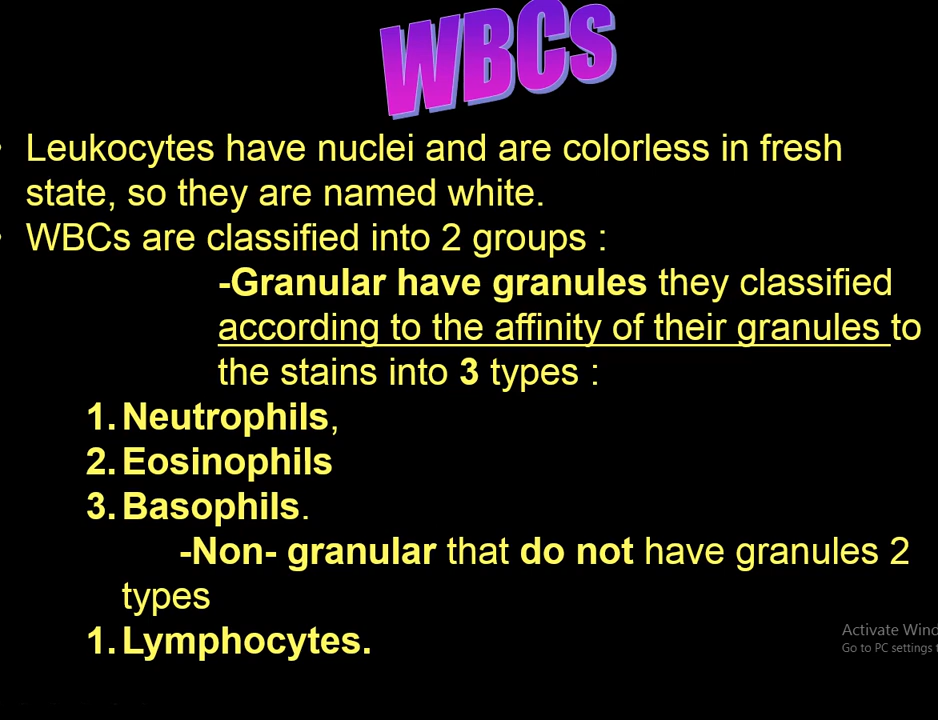 WBCs
• Leukocytes have nuclei and are colorless in fresh
state, so they are named white.
• WBCs are classified into 2 groups :
-Granular have granules they classified
according to the affinity of their granules to
the stains into 3 types :
1. Neutrophils,
2. Eosinophils
3. Basophils.
-Non- granular that do not have granules 2
types
1. Lymphocytes.
Activate Wind
Go to PC settings